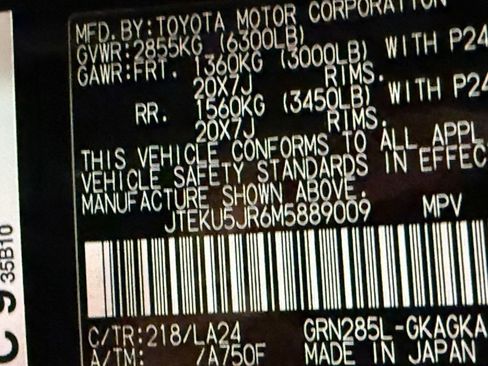 MFD. BY:TOYOTA MOTOR CORPORATION
GVWR:2855KG (6300LB)
GAWR:FRT. 1360KG (3000LB) WITH P24
20X7J RIMS.
RR. 1560KG (3450LB) WITH P24
20X7J RIMS.
THIS VEHICLE CONFORMS TO ALL APPL
VEHICLE SAFETY STANDARDS IN EFFEC
MANUFACTURE SHOWN ABOVE.
JTEKU5JR6M5889009 MPV
C/TR:218/LA24 GRN285L-GKAGKA
A/TM: /A750F MADE IN JAPAN
35B10